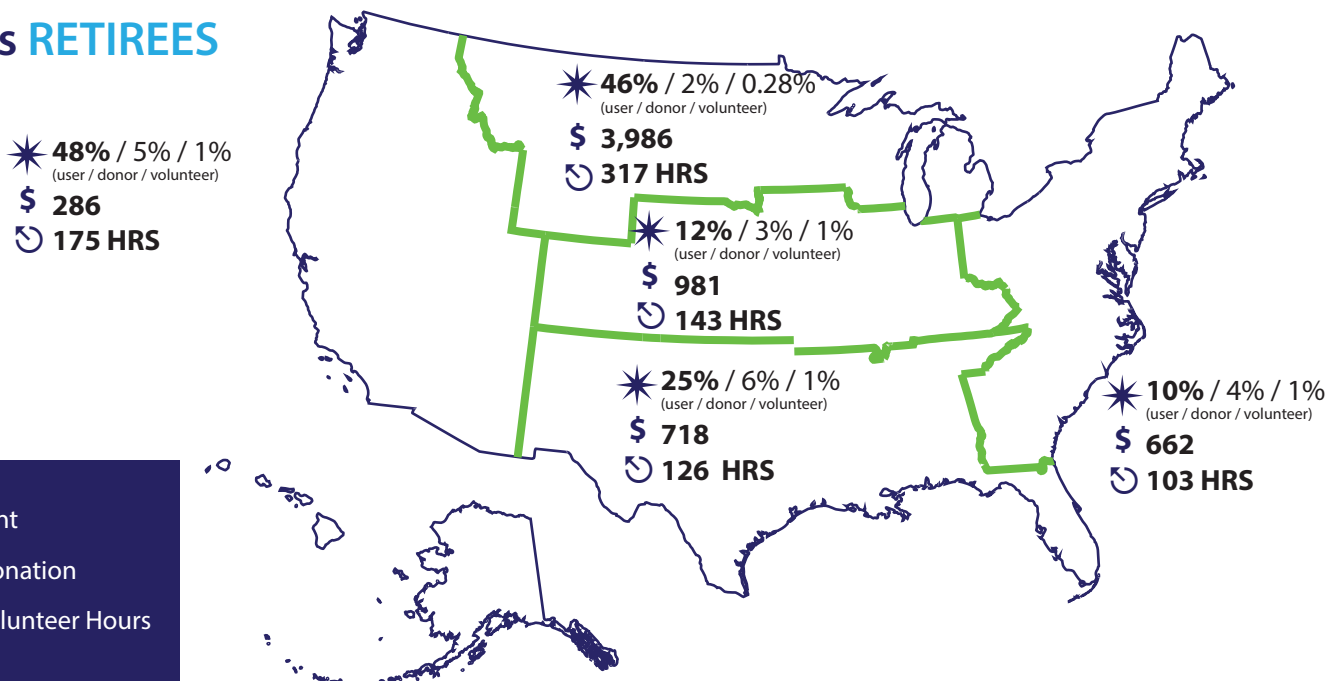 s RETIREES
48% / 5% / 1%
(user / donor / volunteer)
$ 286
175 HRS
46% / 2% / 0.28%
(user / donor / volunteer)
$ 3,986
317 HRS
12% / 3% / 1%
(user / donor / volunteer)
$ 981
143 HRS
25% / 6% / 1%
(user / donor / volunteer)
$ 718
126 HRS
10% / 4% / 1%
(user / donor / volunteer)
$ 662
103 HRS
nt
onation
lunteer Hours